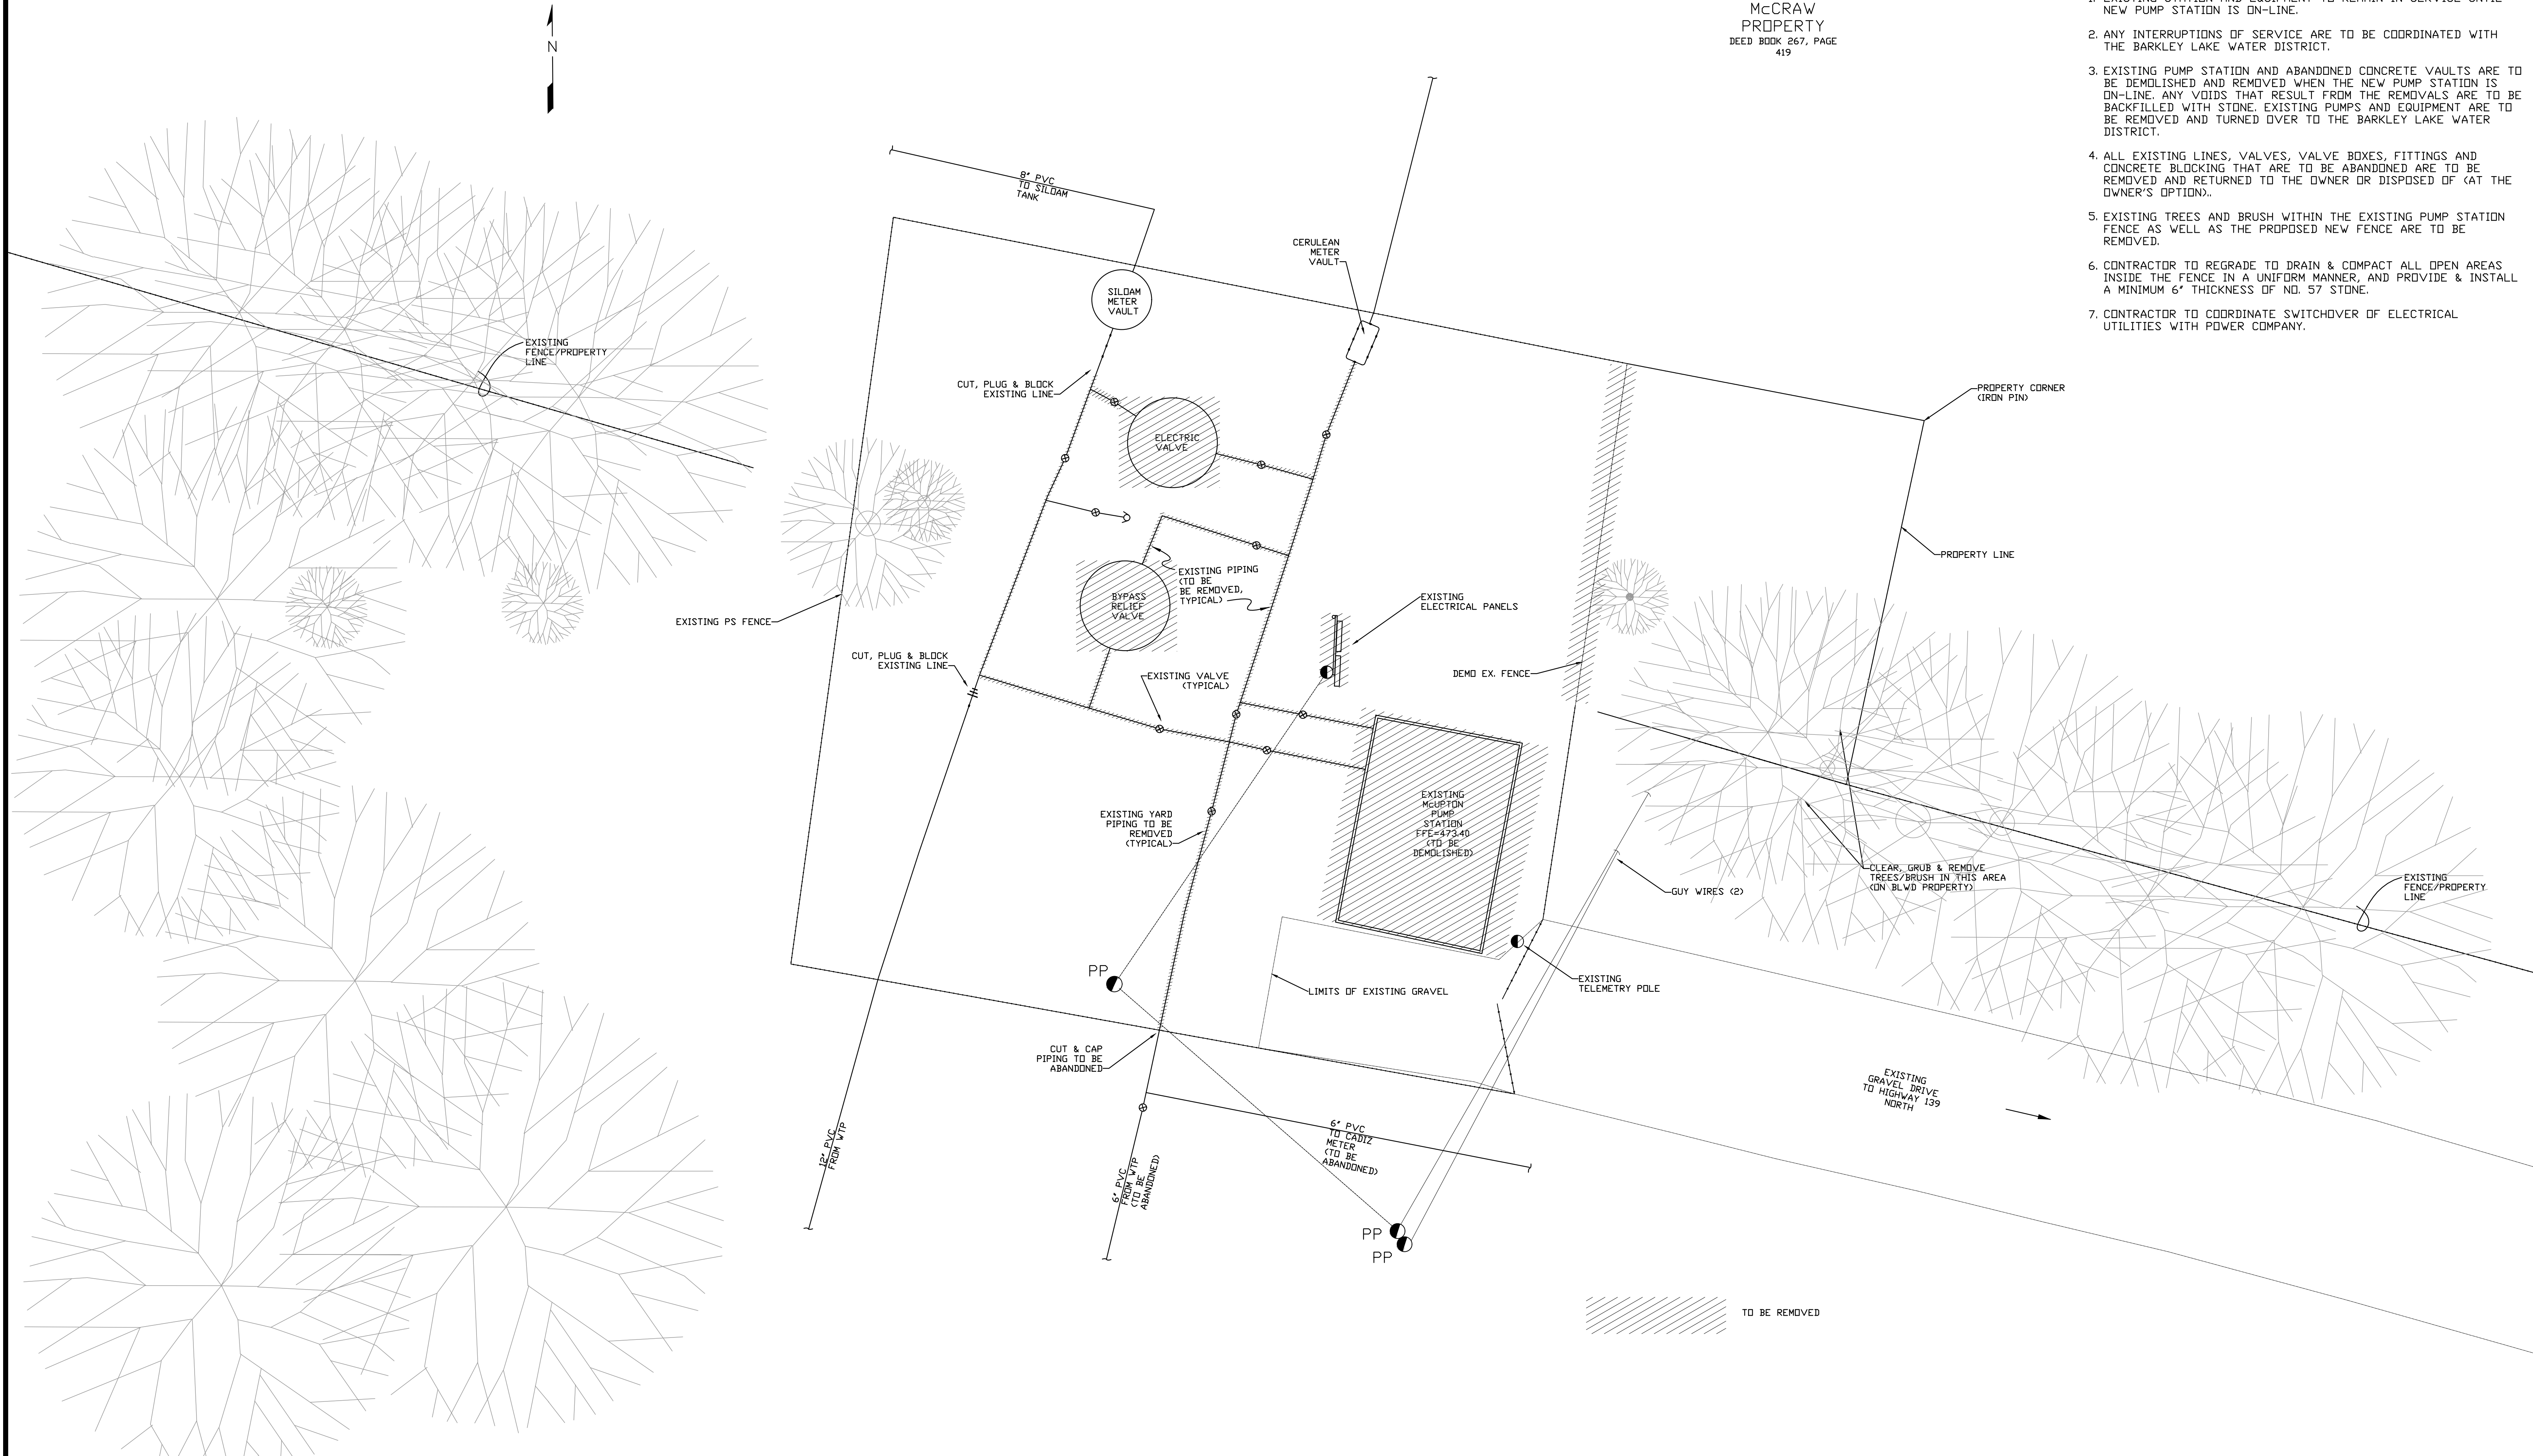 N
McCRAW
PROPERTY
DEED BOOK 267, PAGE
419
1. EXISTING STATION AND EQUIPMENT TO REMAIN IN SERVICE UNTIL
NEW PUMP STATION IS ON-LINE.
2. ANY INTERRUPTIONS OF SERVICE ARE TO BE COORDINATED WITH
THE BARKLEY LAKE WATER DISTRICT.
3. EXISTING PUMP STATION AND ABANDONED CONCRETE VAULTS ARE TO
BE DEMOLISHED AND REMOVED WHEN THE NEW PUMP STATION IS
ON-LINE. ANY VOIDS THAT RESULT FROM THE REMOVALS ARE TO BE
BACKFILLED WITH STONE. EXISTING PUMPS AND EQUIPMENT ARE TO
BE REMOVED AND TURNED OVER TO THE BARKLEY LAKE WATER
DISTRICT.
4. ALL EXISTING LINES, VALVES, VALVE BOXES, FITTINGS AND
CONCRETE BLOCKING THAT ARE TO BE ABANDONED ARE TO BE
REMOVED AND RETURNED TO THE OWNER OR DISPOSED OF (AT THE
OWNER'S OPTION)..
5. EXISTING TREES AND BRUSH WITHIN THE EXISTING PUMP STATION
FENCE AS WELL AS THE PROPOSED NEW FENCE ARE TO BE
REMOVED.
6. CONTRACTOR TO REGRADE TO DRAIN & COMPACT ALL OPEN AREAS
INSIDE THE FENCE IN A UNIFORM MANNER, AND PROVIDE & INSTALL
A MINIMUM 6" THICKNESS OF NO. 57 STONE.
7. CONTRACTOR TO COORDINATE SWITCHOVER OF ELECTRICAL
UTILITIES WITH POWER COMPANY.
8" PVC
TO SILOAM
TANK
CERULEAN
METER
VAULT
SILOAM
METER
VAULT
EXISTING
FENCE/PROPERTY
LINE
CUT, PLUG & BLOCK
EXISTING LINE
PROPERTY CORNER
(IRON PIN)
ELECTRIC
VALVE
PROPERTY LINE
EXISTING PIPING
(TO BE
BE REMOVED,
TYPICAL)
BYPASS
RELIEF
VALVE
EXISTING
ELECTRICAL PANELS
EXISTING PS FENCE
CUT, PLUG & BLOCK
EXISTING LINE
EXISTING VALVE
(TYPICAL)
DEMO EX. FENCE
EXISTING YARD
PIPING TO BE
REMOVED
(TYPICAL)
EXISTING
McUPTON
PUMP
STATION
FFE=473.40
(TO BE
DEMOLISHED)
CLEAR, GRUB & REMOVE
TREES/BRUSH IN THIS AREA
(ON BLWD PROPERTY)
GUY WIRES (2)
EXISTING
FENCE/PROPERTY
LINE
PP
LIMITS OF EXISTING GRAVEL
EXISTING
TELEMETRY POLE
CUT & CAP
PIPING TO BE
ABANDONED
EXISTING
GRAVEL DRIVE
TO HIGHWAY 139
NORTH
12" PVC
FROM WTP
6" PVC
FROM WTP
(TO BE
ABANDONED)
6" PVC
TO CADIZ
METER
(TO BE
ABANDONED)
PP
PP
TO BE REMOVED